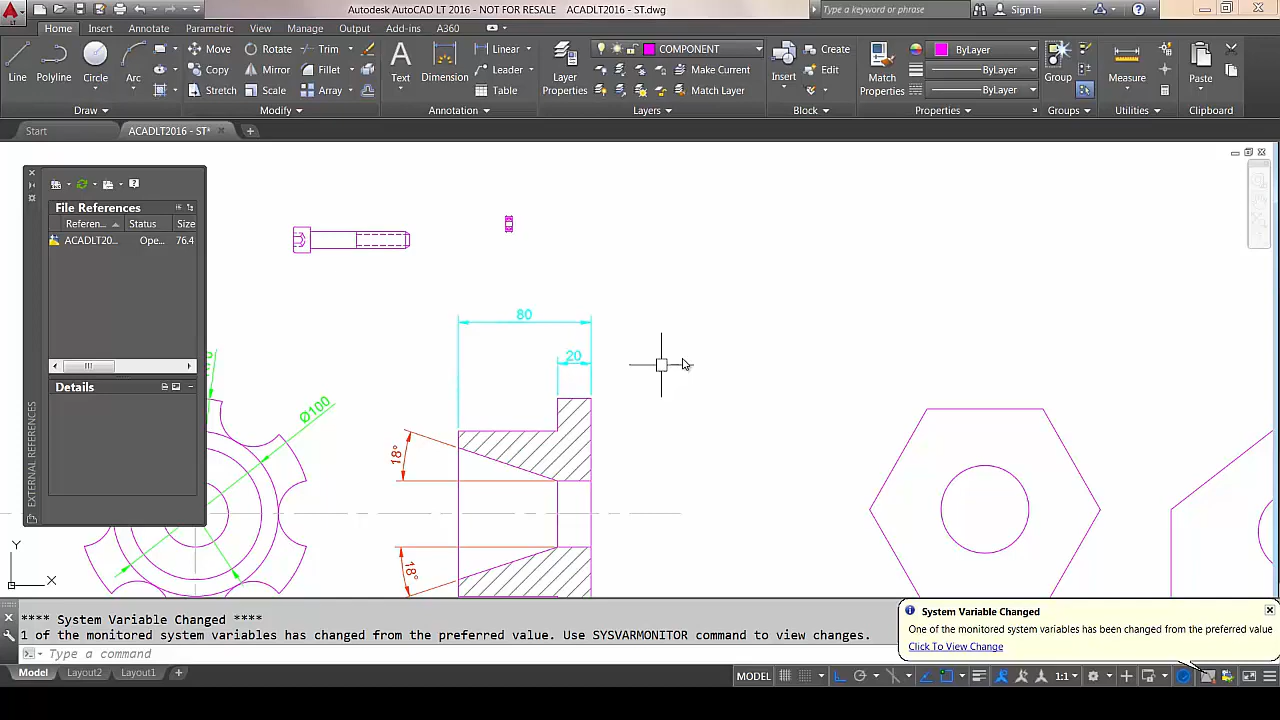 Autodesk AutoCAD LT 2016 - NOT FOR RESALE ACADLT2016 - ST.dwg
Type a keyword or phrase
Sign In
LT
Home Insert Annotate Parametric View Manage Output Add-ins A360
Line Polyline Circle Arc
Move Rotate Trim
Copy Mirror Fillet
Stretch Scale Array
Text Dimension
Linear
Leader
Table
Layer Properties
COMPONENT
Make Current
Match Layer
Insert
Create
Edit
Match Properties
ByLayer
ByLayer
ByLayer
Group
Measure
Paste
Draw Modify Annotation Layers Block Properties Groups Utilities Clipboard
Start ACADLT2016 - ST*
File References
Referen... Status Size
ACADLT20... Ope... 76.4
Details
EXTERNAL REFERENCES
80
20
Ø100
18°
18°
Y
X
**** System Variable Changed ****
1 of the monitored system variables has changed from the preferred value. Use SYSVARMONITOR command to view changes.
Type a command
System Variable Changed
One of the monitored system variables has been changed from the preferred value
Click To View Change
Model Layout2 Layout1
MODEL 1:1